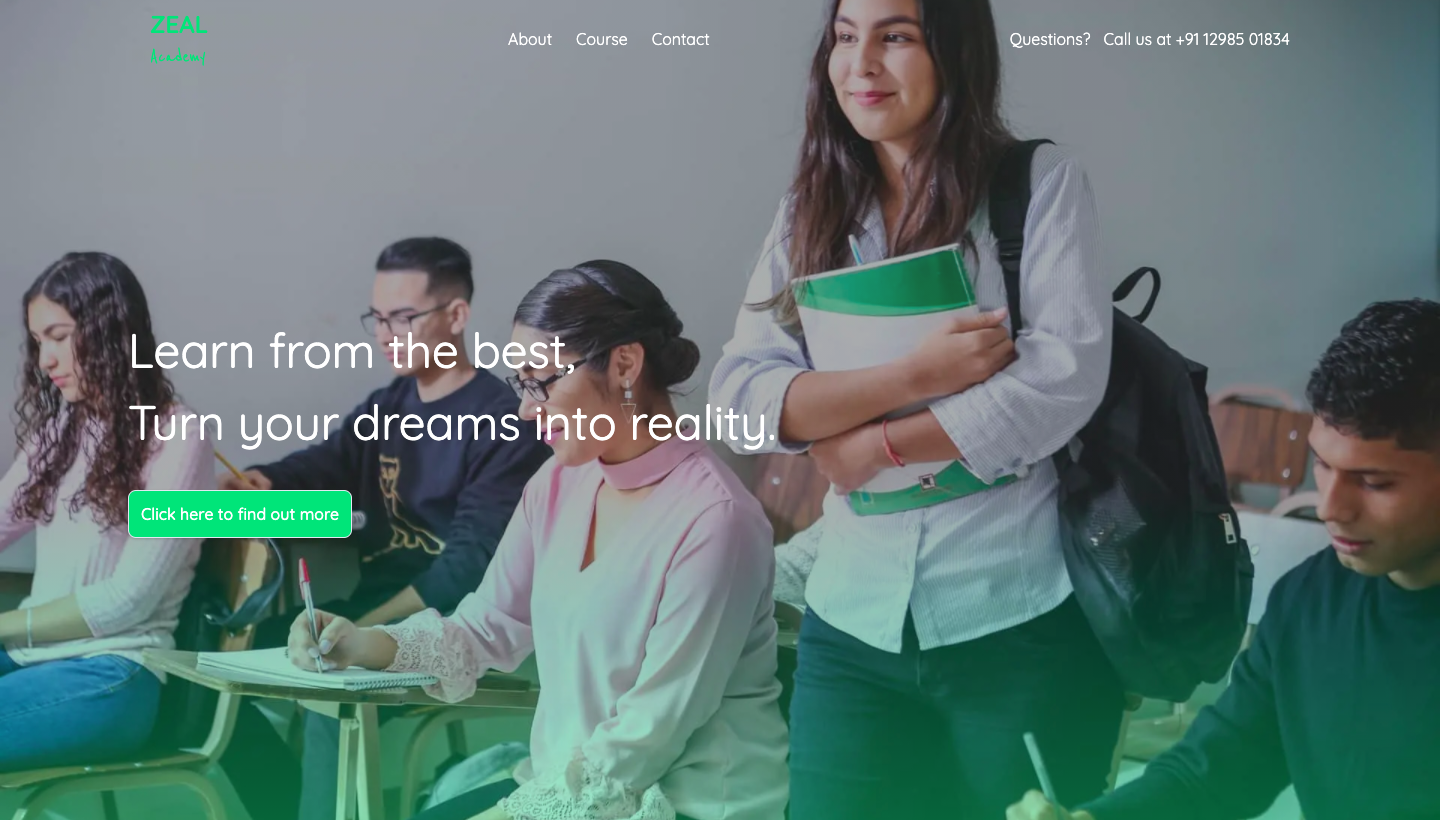 ZEAL
Academy
About Course Contact
Questions? Call us at +91 12985 01834
Learn from the best,
Turn your dreams into reality.
Click here to find out more